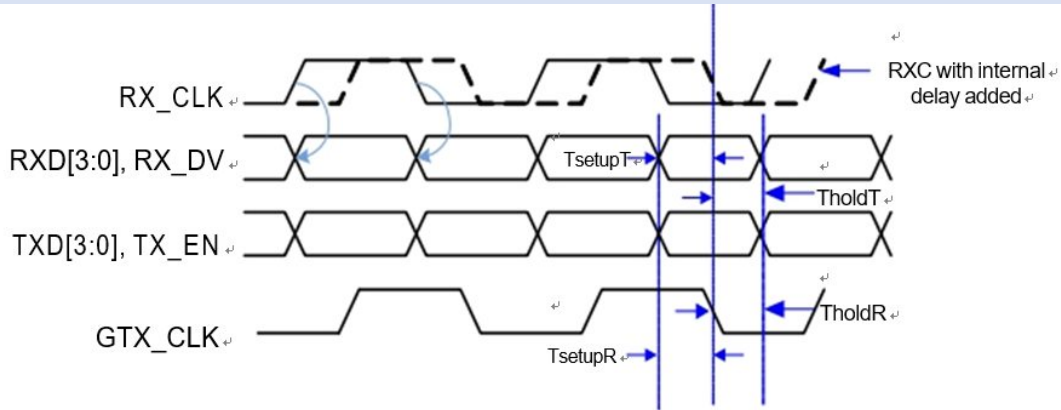 RX_CLK
RXC with internal
delay added
RXD[3:0], RX_DV
TsetupT
TholdT
TXD[3:0], TX_EN
GTX_CLK
TholdR
TsetupR